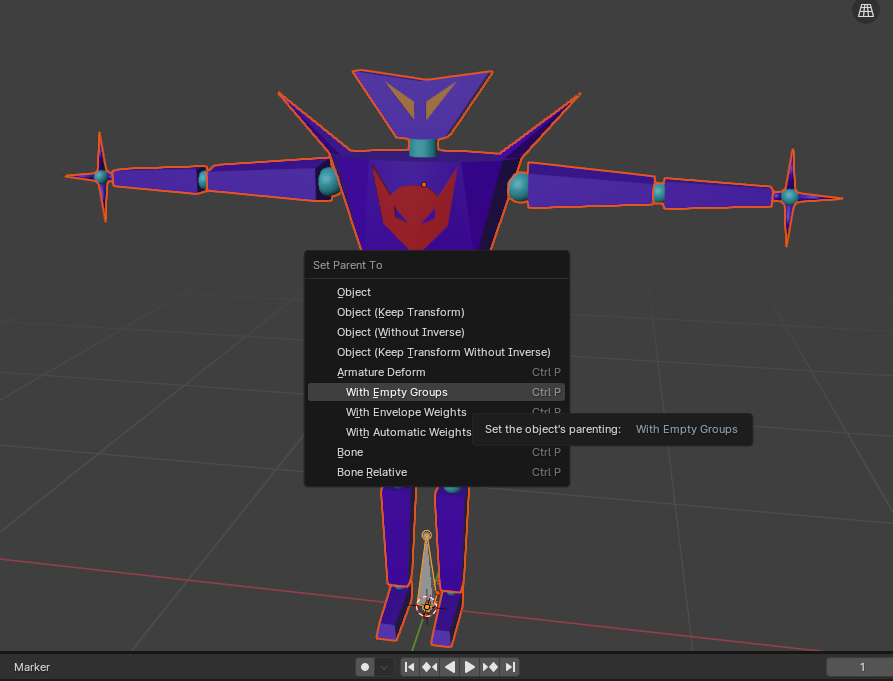 Set Parent To
Object
Object (Keep Transform)
Object (Without Inverse)
Object (Keep Transform Without Inverse)
Armature Deform Ctrl P
With Empty Groups Ctrl P
With Envelope Weights Ctrl P
With Automatic Weights
Set the object's parenting: With Empty Groups
Bone Ctrl P
Bone Relative Ctrl P
Marker
1